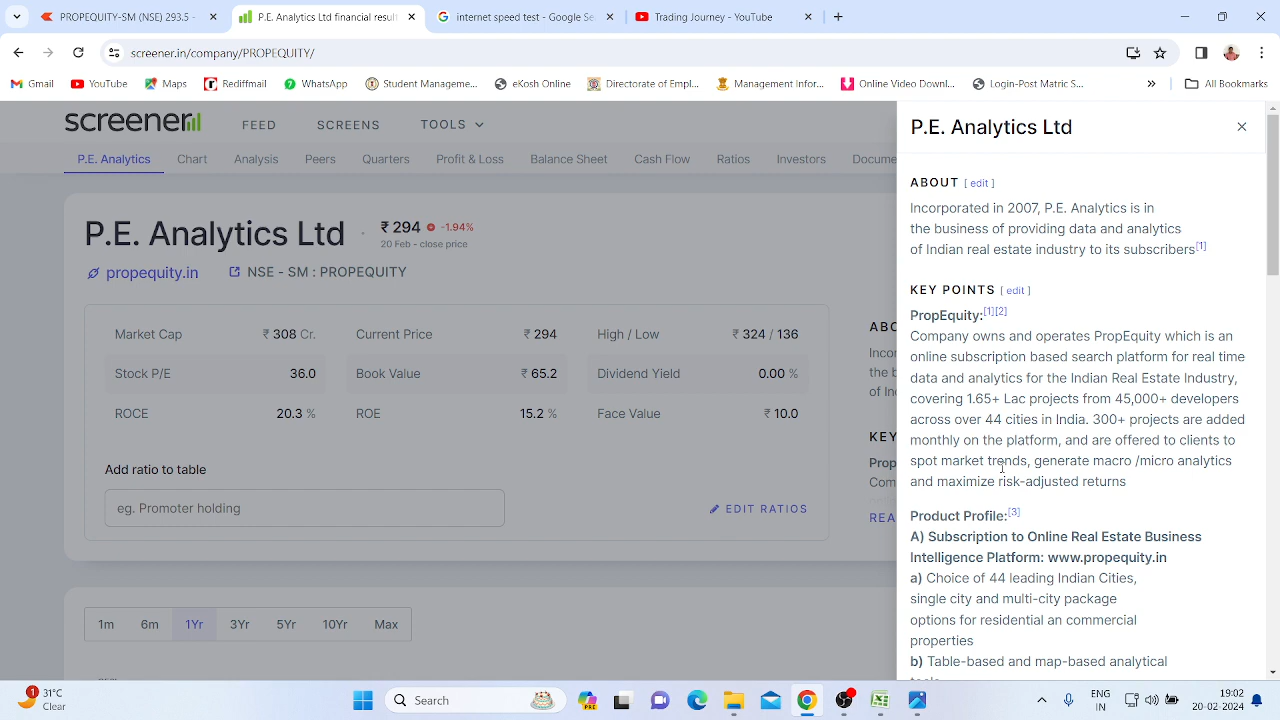 PROPEQUITY-SM (NSE) 293.5 -
P.E. Analytics Ltd financial resul
internet speed test - Google Se
Trading Journey - YouTube
screener.in/company/PROPEQUITY/
Gmail
YouTube
Maps
Rediffmail
WhatsApp
Student Manageme...
eKosh Online
Directorate of Empl...
Management Infor...
Online Video Downl...
Login-Post Matric S...
»
All Bookmarks
screener
FEED
SCREENS
TOOLS
P.E. Analytics
Chart
Analysis
Peers
Quarters
Profit & Loss
Balance Sheet
Cash Flow
Ratios
Investors
Docume
P.E. Analytics Ltd
₹ 294 -1.94%
20 Feb - close price
propequity.in
NSE - SM : PROPEQUITY
Market Cap ₹ 308 Cr.
Current Price ₹ 294
High / Low ₹ 324 / 136
Stock P/E 36.0
Book Value ₹ 65.2
Dividend Yield 0.00 %
ROCE 20.3 %
ROE 15.2 %
Face Value ₹ 10.0
Add ratio to table
eg. Promoter holding
EDIT RATIOS
ABO
Incor
the b
of In
KEY
Prop
Com
REA
1m 6m 1Yr 3Yr 5Yr 10Yr Max
P.E. Analytics Ltd
ABOUT [ edit ]
Incorporated in 2007, P.E. Analytics is in
the business of providing data and analytics
of Indian real estate industry to its subscribers[1]
KEY POINTS [ edit ]
PropEquity:[1][2]
Company owns and operates PropEquity which is an
online subscription based search platform for real time
data and analytics for the Indian Real Estate Industry,
covering 1.65+ Lac projects from 45,000+ developers
across over 44 cities in India. 300+ projects are added
monthly on the platform, and are offered to clients to
spot market trends, generate macro /micro analytics
and maximize risk-adjusted returns
Product Profile:[3]
A) Subscription to Online Real Estate Business
Intelligence Platform: www.propequity.in
a) Choice of 44 leading Indian Cities,
single city and multi-city package
options for residential an commercial
properties
b) Table-based and map-based analytical
1
31°C
Clear
Search
PRE
ENG
IN
19:02
20-02-2024